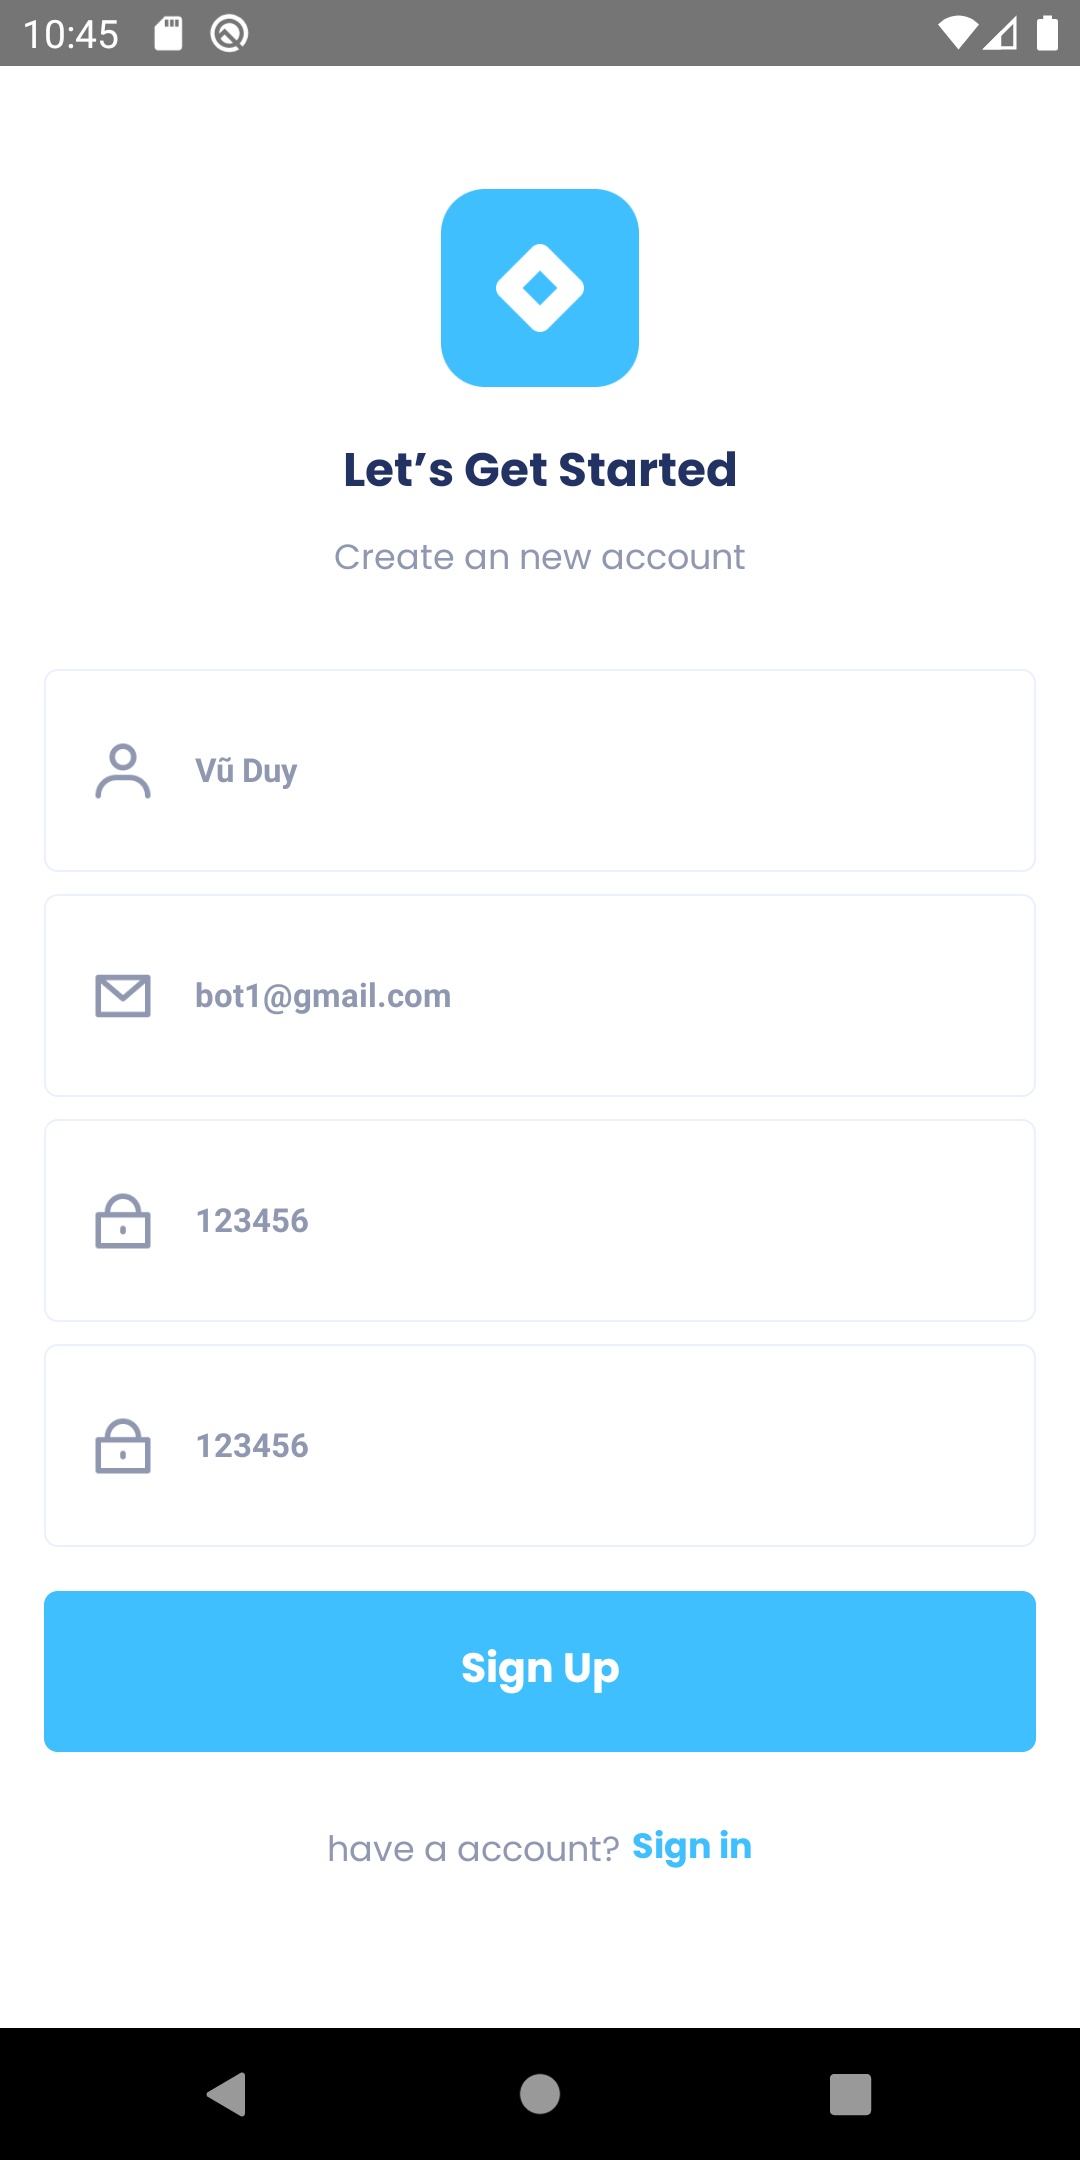 10:45
Let’s Get Started
Create an new account
Vũ Duy
bot1@gmail.com
123456
123456
Sign Up
have a account? Sign in